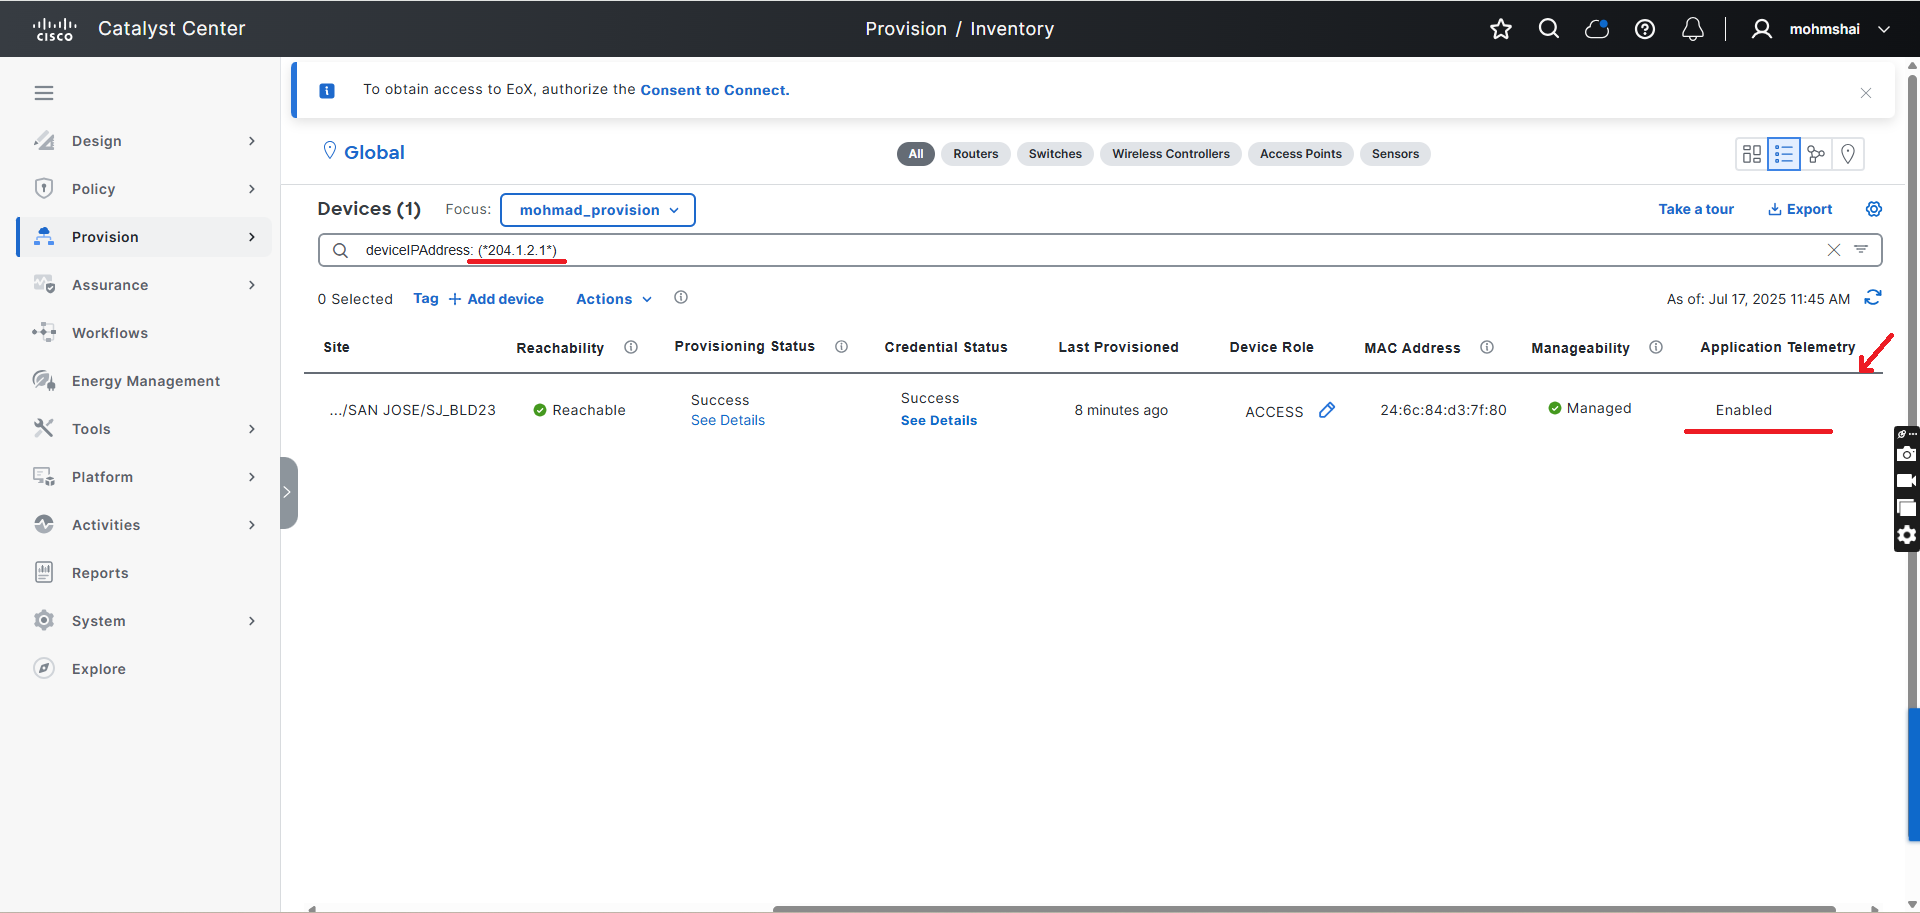 cisco
Catalyst Center
Provision / Inventory
mohmshai
To obtain access to EoX, authorize the Consent to Connect.
Design
Policy
Provision
Assurance
Workflows
Energy Management
Tools
Platform
Activities
Reports
System
Explore
Global
All
Routers
Switches
Wireless Controllers
Access Points
Sensors
Devices (1)
Focus:
mohmad_provision
Take a tour
Export
deviceIPAddress: (*204.1.2.1*)
0 Selected
Tag
Add device
Actions
As of: Jul 17, 2025 11:45 AM
Site
Reachability
Provisioning Status
Credential Status
Last Provisioned
Device Role
MAC Address
Manageability
Application Telemetry
.../SAN JOSE/SJ_BLD23
Reachable
Success
See Details
Success
See Details
8 minutes ago
ACCESS
24:6c:84:d3:7f:80
Managed
Enabled